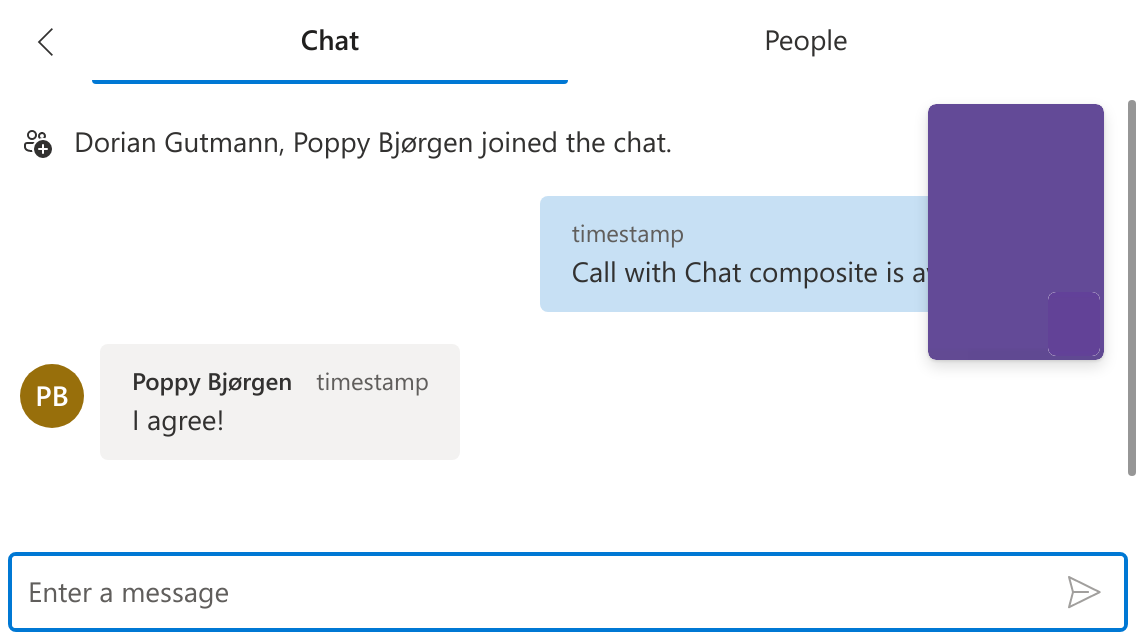 Chat
People
Dorian Gutmann, Poppy Bjørgen joined the chat.
timestamp
Call with Chat composite is
PB
Poppy Bjørgen timestamp
I agree!
Enter a message